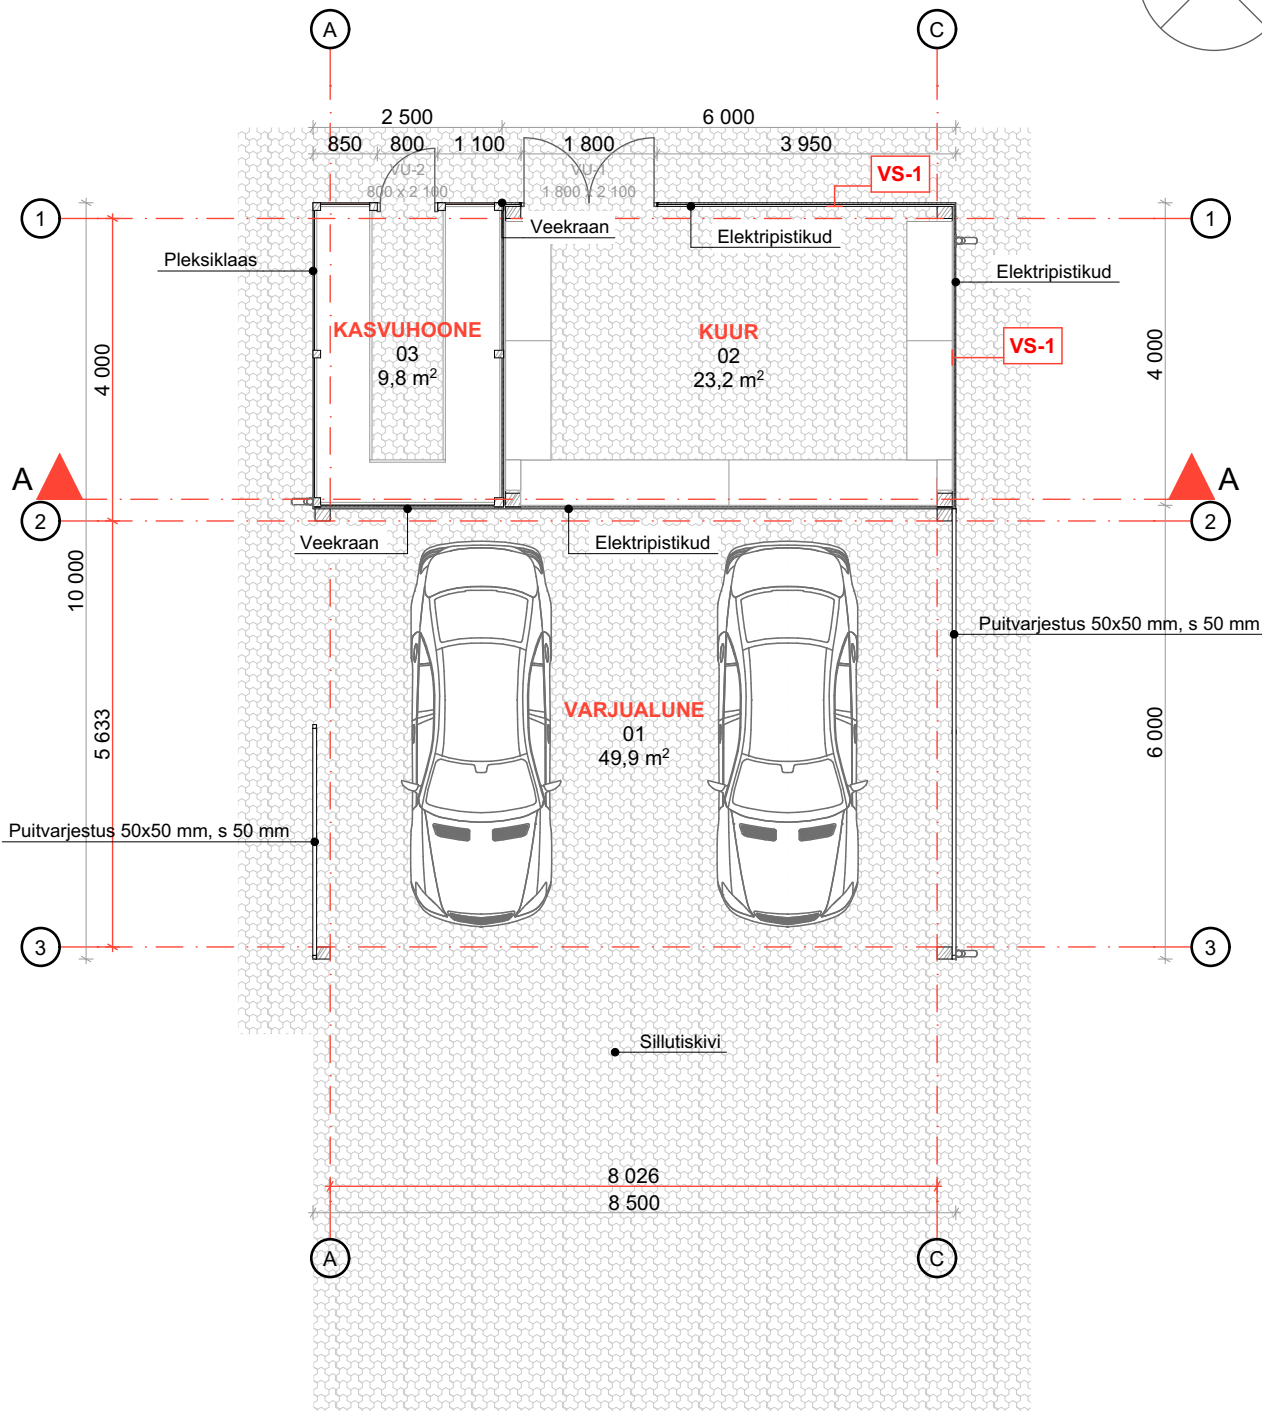 A
C
2 500
6 000
850
800
1 100
1 800
3 950
VU-2
800 x 2 100
VU-1
1 800 x 2 100
VS-1
1
1
Veekraan
Elektripistikud
Pleksiklaas
Elektripistikud
KASVUHOONE
03
9,8 m²
KUUR
02
23,2 m²
VS-1
4 000
4 000
A
A
2
2
Veekraan
Elektripistikud
10 000
Puitvarjestus 50x50 mm, s 50 mm
VARJUALUNE
01
49,9 m²
5 633
6 000
Puitvarjestus 50x50 mm, s 50 mm
3
3
Sillutiskivi
8 026
8 500
A
C